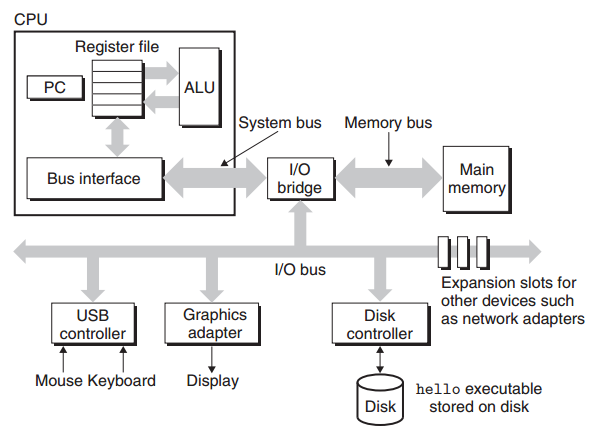 CPU
Register file
PC
ALU
System bus
Memory bus
Bus interface
I/O
bridge
Main
memory
I/O bus
Expansion slots for
other devices such
as network adapters
USB
controller
Graphics
adapter
Disk
controller
Mouse Keyboard
Display
Disk
hello executable
stored on disk